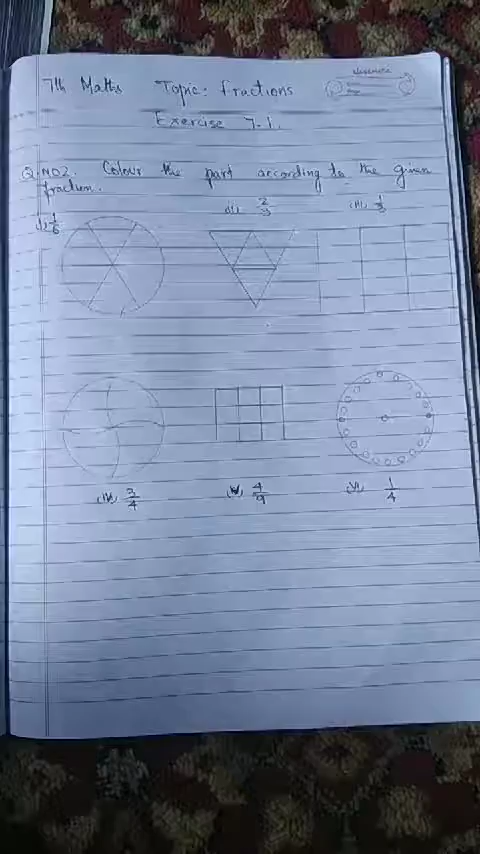 7th Maths Topic: fractions
Exercise 7.1.
Q.NO2. Colour the part according to the given
fraction.
(i) 1/6 (ii) 2/3 (iii) 1/3
(iv) 3/4 (v) 4/9 (vi) 1/4